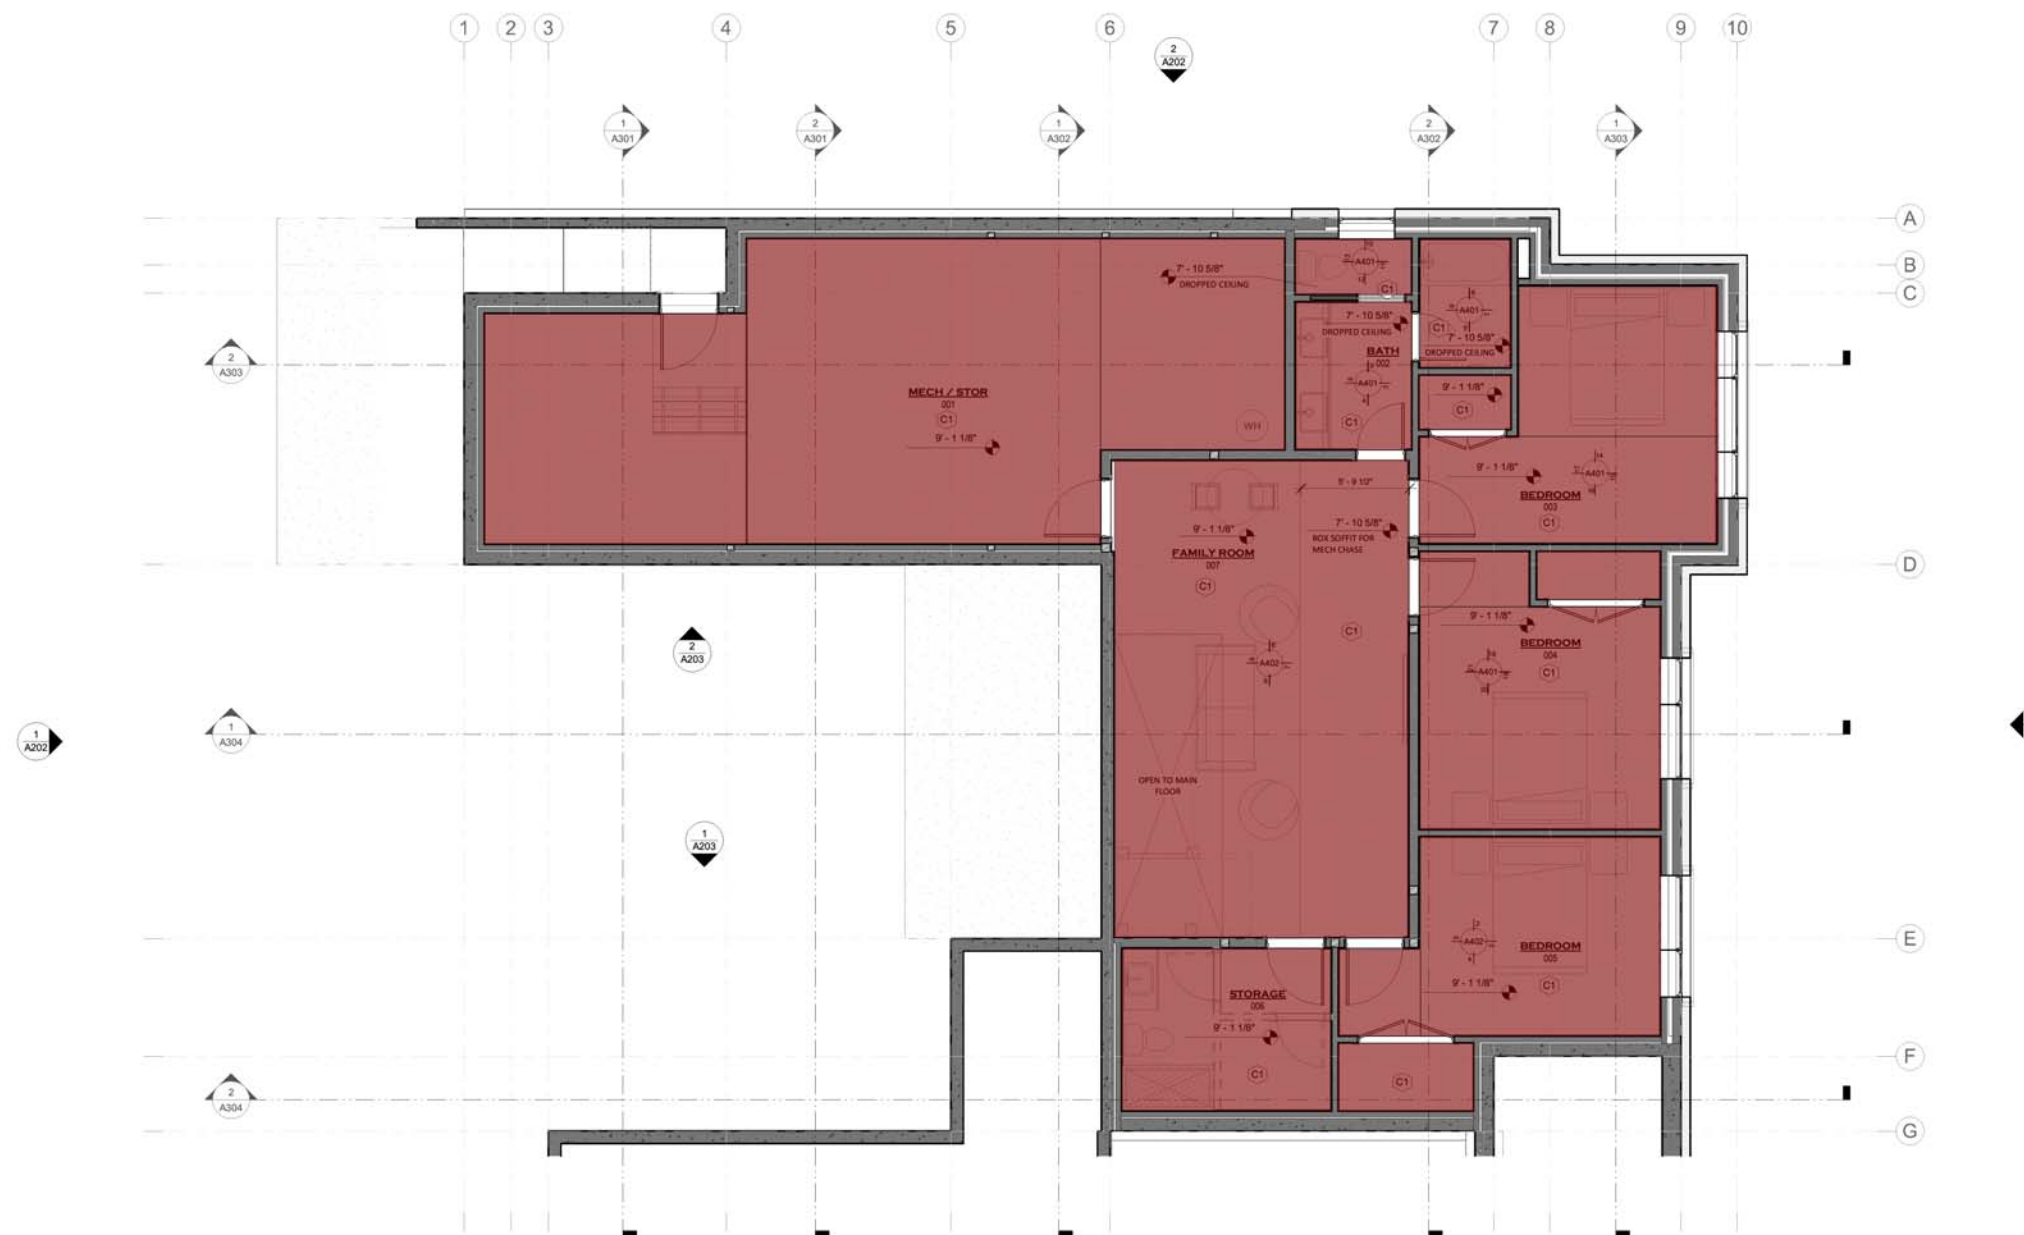 1 2 3 4 5 6 7 8 9 10
2
A202
1
A301
2
A301
1
A302
2
A302
1
A303
A
B
C
D
E
F
G
2
A303
1
A304
2
A304
1
A202
2
A203
1
A203
MECH / STOR
001
C1
9' - 1 1/8"
7' - 10 5/8"
DROPPED CEILING
WH
A401
C1
7' - 10 5/8"
DROPPED CEILING
BATH
002
A401
C1
A401
C1
7' - 10 5/8"
DROPPED CEILING
9' - 1 1/8"
C1
9' - 1 1/8"
14
A401
BEDROOM
003
C1
9' - 1 1/8"
FAMILY ROOM
007
C1
7' - 10 5/8"
BOX SOFFIT FOR
MECH CHASE
C1
A402
OPEN TO MAIN
FLOOR
9' - 1 1/8"
BEDROOM
004
C1
A401
A402
BEDROOM
005
C1
9' - 1 1/8"
STORAGE
006
9' - 1 1/8"
C1
C1